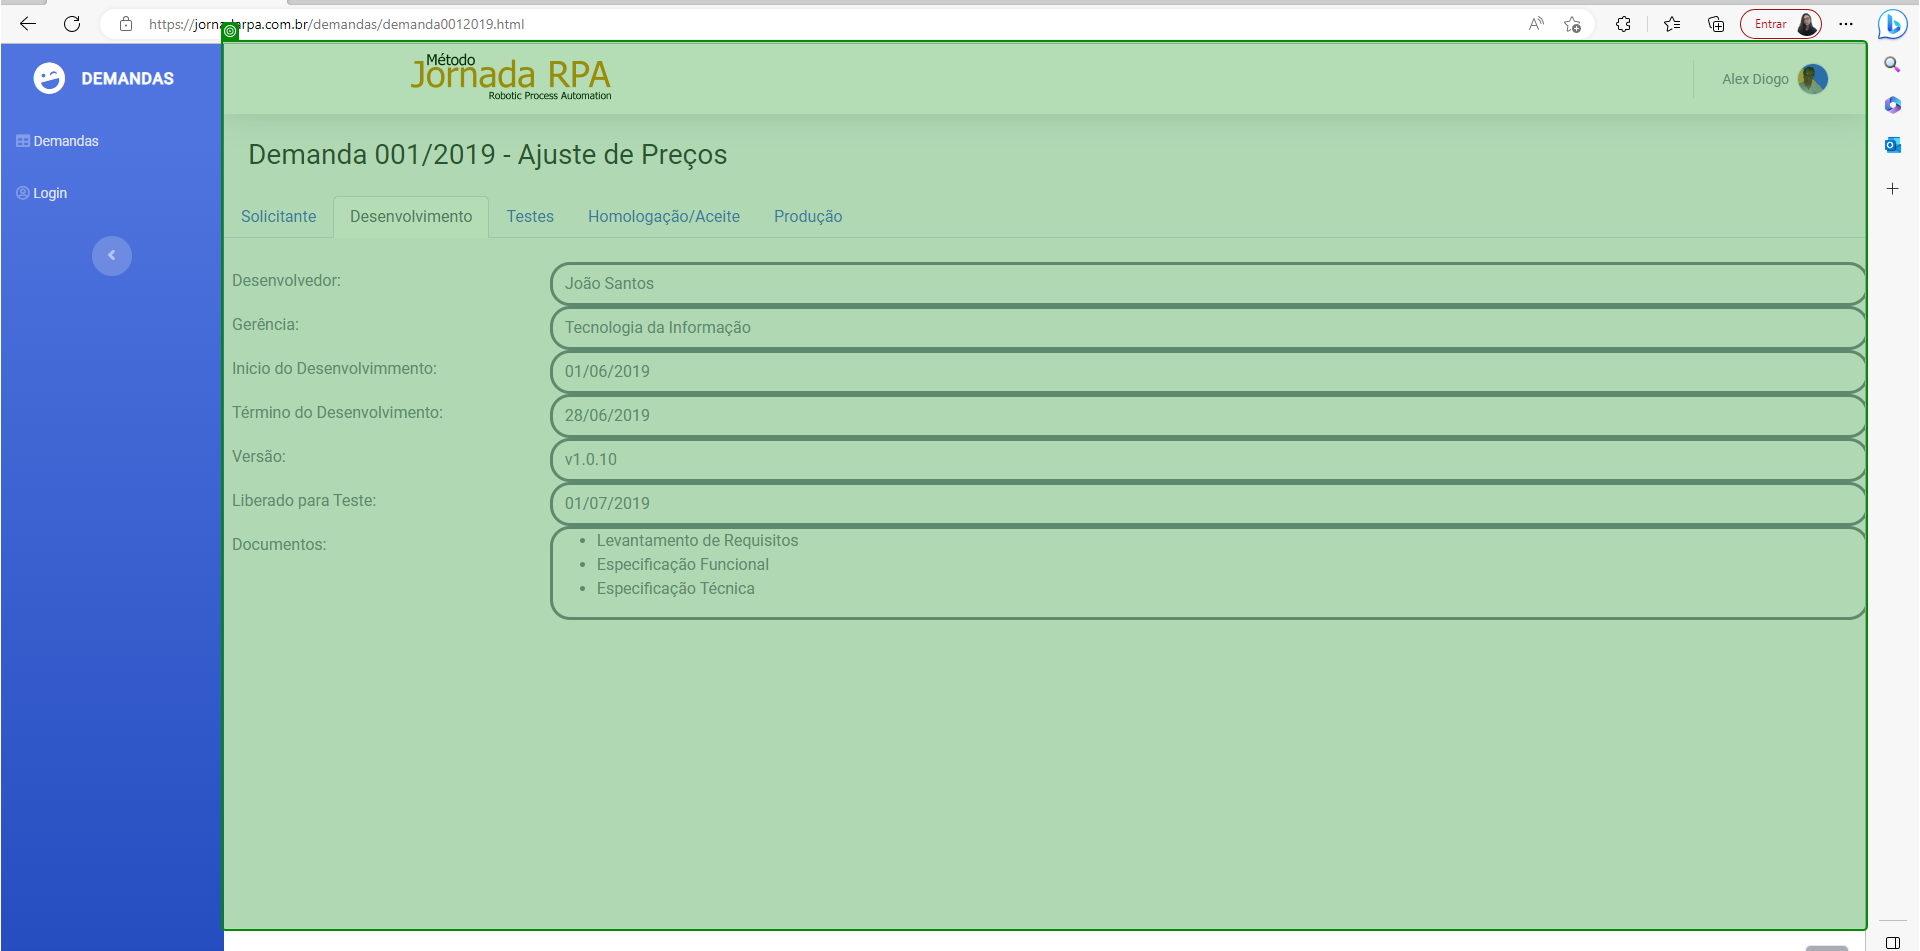 https://jornadarpa.com.br/demandas/demanda0012019.html
Entrar
DEMANDAS
Demandas
Login
Método
Jornada RPA
Robotic Process Automation
Alex Diogo
Demanda 001/2019 - Ajuste de Preços
Solicitante Desenvolvimento Testes Homologação/Aceite Produção
Desenvolvedor: João Santos
Gerência: Tecnologia da Informação
Inicio do Desenvolvimmento: 01/06/2019
Término do Desenvolvimento: 28/06/2019
Versão: v1.0.10
Liberado para Teste: 01/07/2019
Documentos:
• Levantamento de Requisitos
• Especificação Funcional
• Especificação Técnica